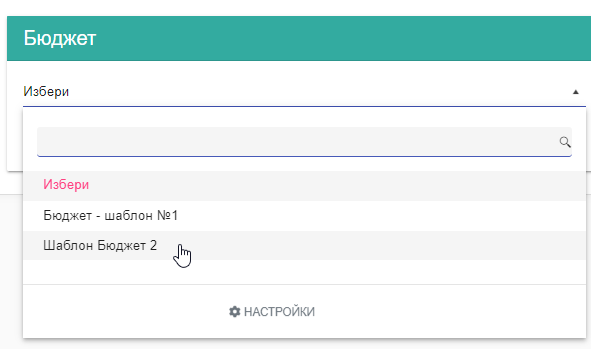 Бюджет
Избери
Избери
Бюджет - шаблон №1
Шаблон Бюджет 2
НАСТРОЙКИ